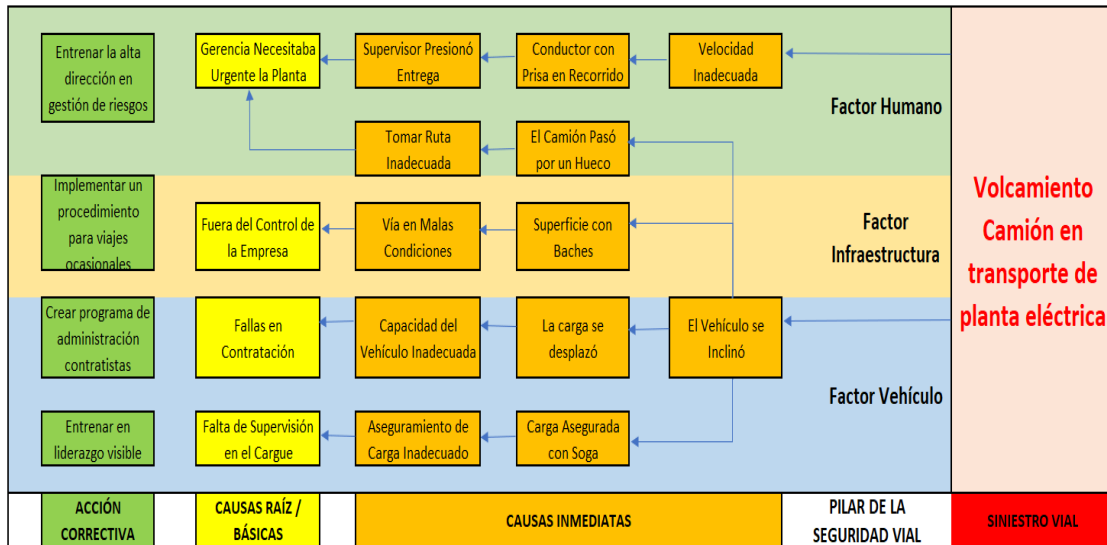 Entrenar la alta
dirección en
gestión de riesgos
Gerencia Necesitaba
Urgente la Planta
Supervisor Presionó
Entrega
Conductor con
Prisa en Recorrido
Velocidad
Inadecuada
Factor Humano
Tomar Ruta
Inadecuada
El Camión Pasó
por un Hueco
Implementar un
procedimiento
para viajes
ocasionales
Fuera del Control de
la Empresa
Vía en Malas
Condiciones
Superficie con
Baches
Factor
Infraestructura
Volcamiento
Camión en
transporte de
planta eléctrica
Crear programa de
administración
contratistas
Fallas en
Contratación
Capacidad del
Vehículo Inadecuada
La carga se
desplazó
El Vehículo se
Inclinó
Factor Vehículo
Entrenar en
liderazgo visible
Falta de Supervisión
en el Cargue
Aseguramiento de
Carga Inadecuado
Carga Asegurada
con Soga
ACCIÓN
CORRECTIVA
CAUSAS RAÍZ /
BÁSICAS
CAUSAS INMEDIATAS
PILAR DE LA
SEGURIDAD VIAL
SINIESTRO VIAL